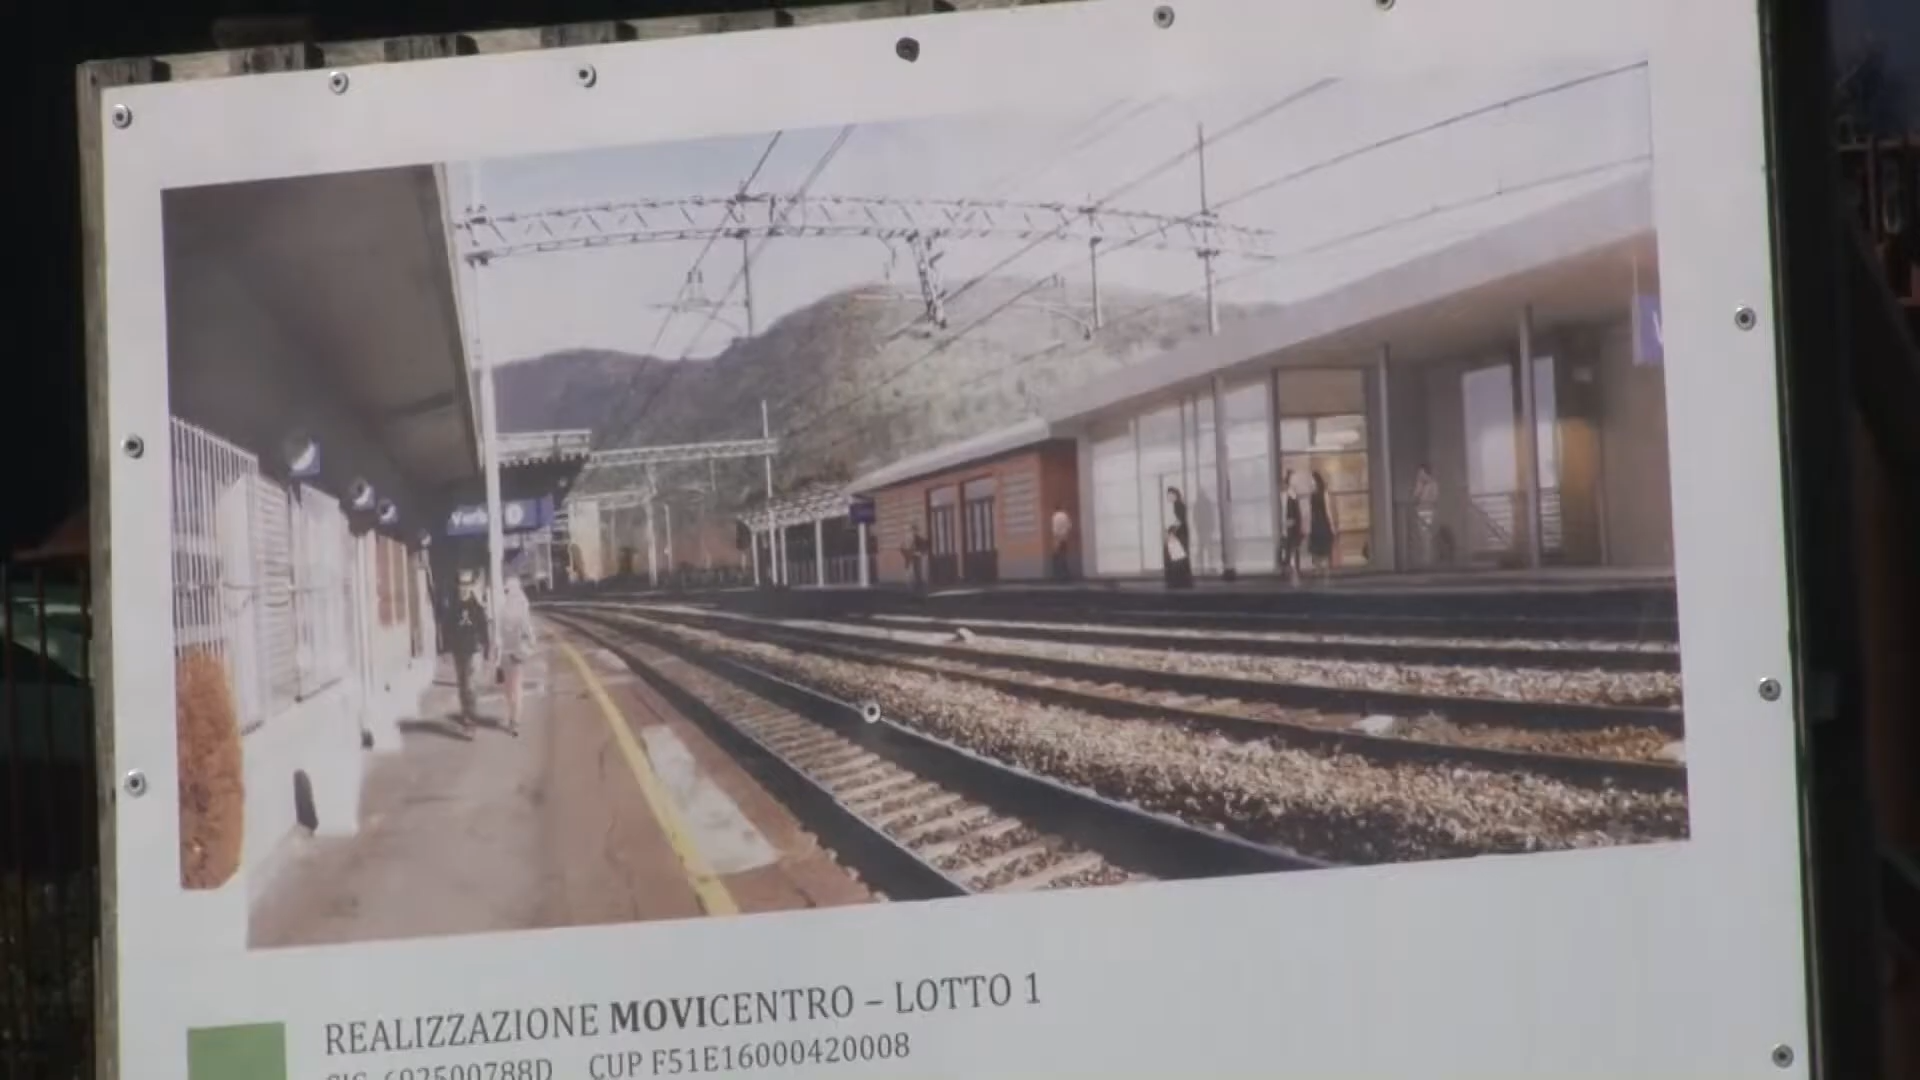 REALIZZAZIONE MOVICENTRO – LOTTO 1
CUP F51E16000420008